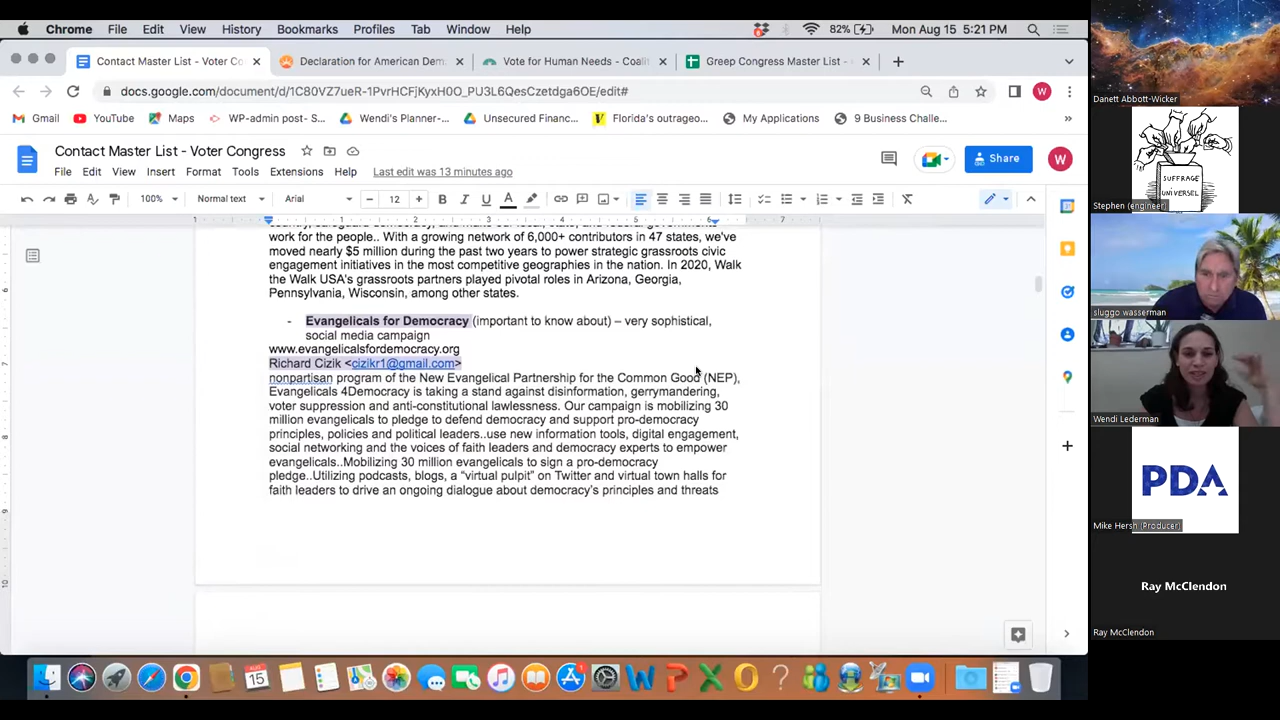 Chrome File Edit View History Bookmarks Profiles Tab Window Help 82% Mon Aug 15 5:21 PM
Contact Master List - Voter Co Declaration for American Dem Vote for Human Needs - Coali Greep Congress Master List -
docs.google.com/document/d/1C80VZ7ueR-1PvrHCFjKyxH0O_PU3L6QesCzetdga6OE/edit#
Gmail YouTube Maps WP-admin post- S... Wendi's Planner-... Unsecured Financ... Florida's outrageo... My Applications 9 Business Challe...
Contact Master List - Voter Congress
File Edit View Insert Format Tools Extensions Help Last edit was 13 minutes ago
Share
W
100% Normal text Arial 12
work for the people.. With a growing network of 6,000+ contributors in 47 states, we've
moved nearly $5 million during the past two years to power strategic grassroots civic
engagement initiatives in the most competitive geographies in the nation. In 2020, Walk
the Walk USA's grassroots partners played pivotal roles in Arizona, Georgia,
Pennsylvania, Wisconsin, among other states.
- Evangelicals for Democracy (important to know about) – very sophistical,
social media campaign
www.evangelicalsfordemocracy.org
Richard Cizik <cizikr1@gmail.com>
nonpartisan program of the New Evangelical Partnership for the Common Good (NEP),
Evangelicals 4Democracy is taking a stand against disinformation, gerrymandering,
voter suppression and anti-constitutional lawlessness. Our campaign is mobilizing 30
million evangelicals to pledge to defend democracy and support pro-democracy
principles, policies and political leaders..use new information tools, digital engagement,
social networking and the voices of faith leaders and democracy experts to empower
evangelicals..Mobilizing 30 million evangelicals to sign a pro-democracy
pledge..Utilizing podcasts, blogs, a “virtual pulpit” on Twitter and virtual town halls for
faith leaders to drive an ongoing dialogue about democracy’s principles and threats
Danett Abbott-Wicker
SUFFRAGE
UNIVERSEL
Stephen (engineer)
sluggo wasserman
Wendi Lederman
PDA
Mike Hersh (Producer)
Ray McClendon
Ray McClendon